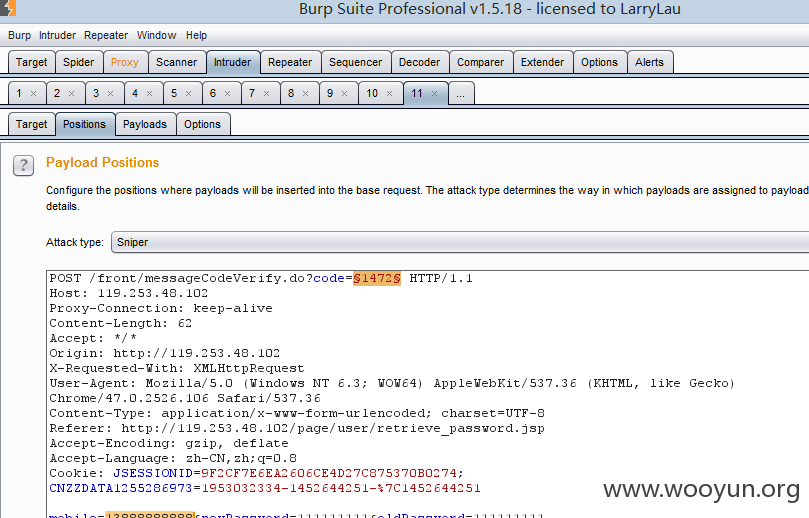 Burp Suite Professional v1.5.18 - licensed to LarryLau
Burp Intruder Repeater Window Help
Target Spider Proxy Scanner Intruder Repeater Sequencer Decoder Comparer Extender Options Alerts
1 × 2 × 3 × 4 × 5 × 6 × 7 × 8 × 9 × 10 × 11 × ...
Target Positions Payloads Options
? Payload Positions
Configure the positions where payloads will be inserted into the base request. The attack type determines the way in which payloads are assigned to payload
details.
Attack type: Sniper
POST /front/messageCodeVerify.do?code=§1472§ HTTP/1.1
Host: 119.253.48.102
Proxy-Connection: keep-alive
Content-Length: 62
Accept: */*
Origin: http://119.253.48.102
X-Requested-With: XMLHttpRequest
User-Agent: Mozilla/5.0 (Windows NT 6.3; WOW64) AppleWebKit/537.36 (KHTML, like Gecko)
Chrome/47.0.2526.106 Safari/537.36
Content-Type: application/x-www-form-urlencoded; charset=UTF-8
Referer: http://119.253.48.102/page/user/retrieve_password.jsp
Accept-Encoding: gzip, deflate
Accept-Language: zh-CN,zh;q=0.8
Cookie: JSESSIONID=9F2CF7E6EA2606CE4D27C875370B0274;
CNZZDATA1255286973=1953032334-1452644251-%7C1452644251
www.wooyun.org